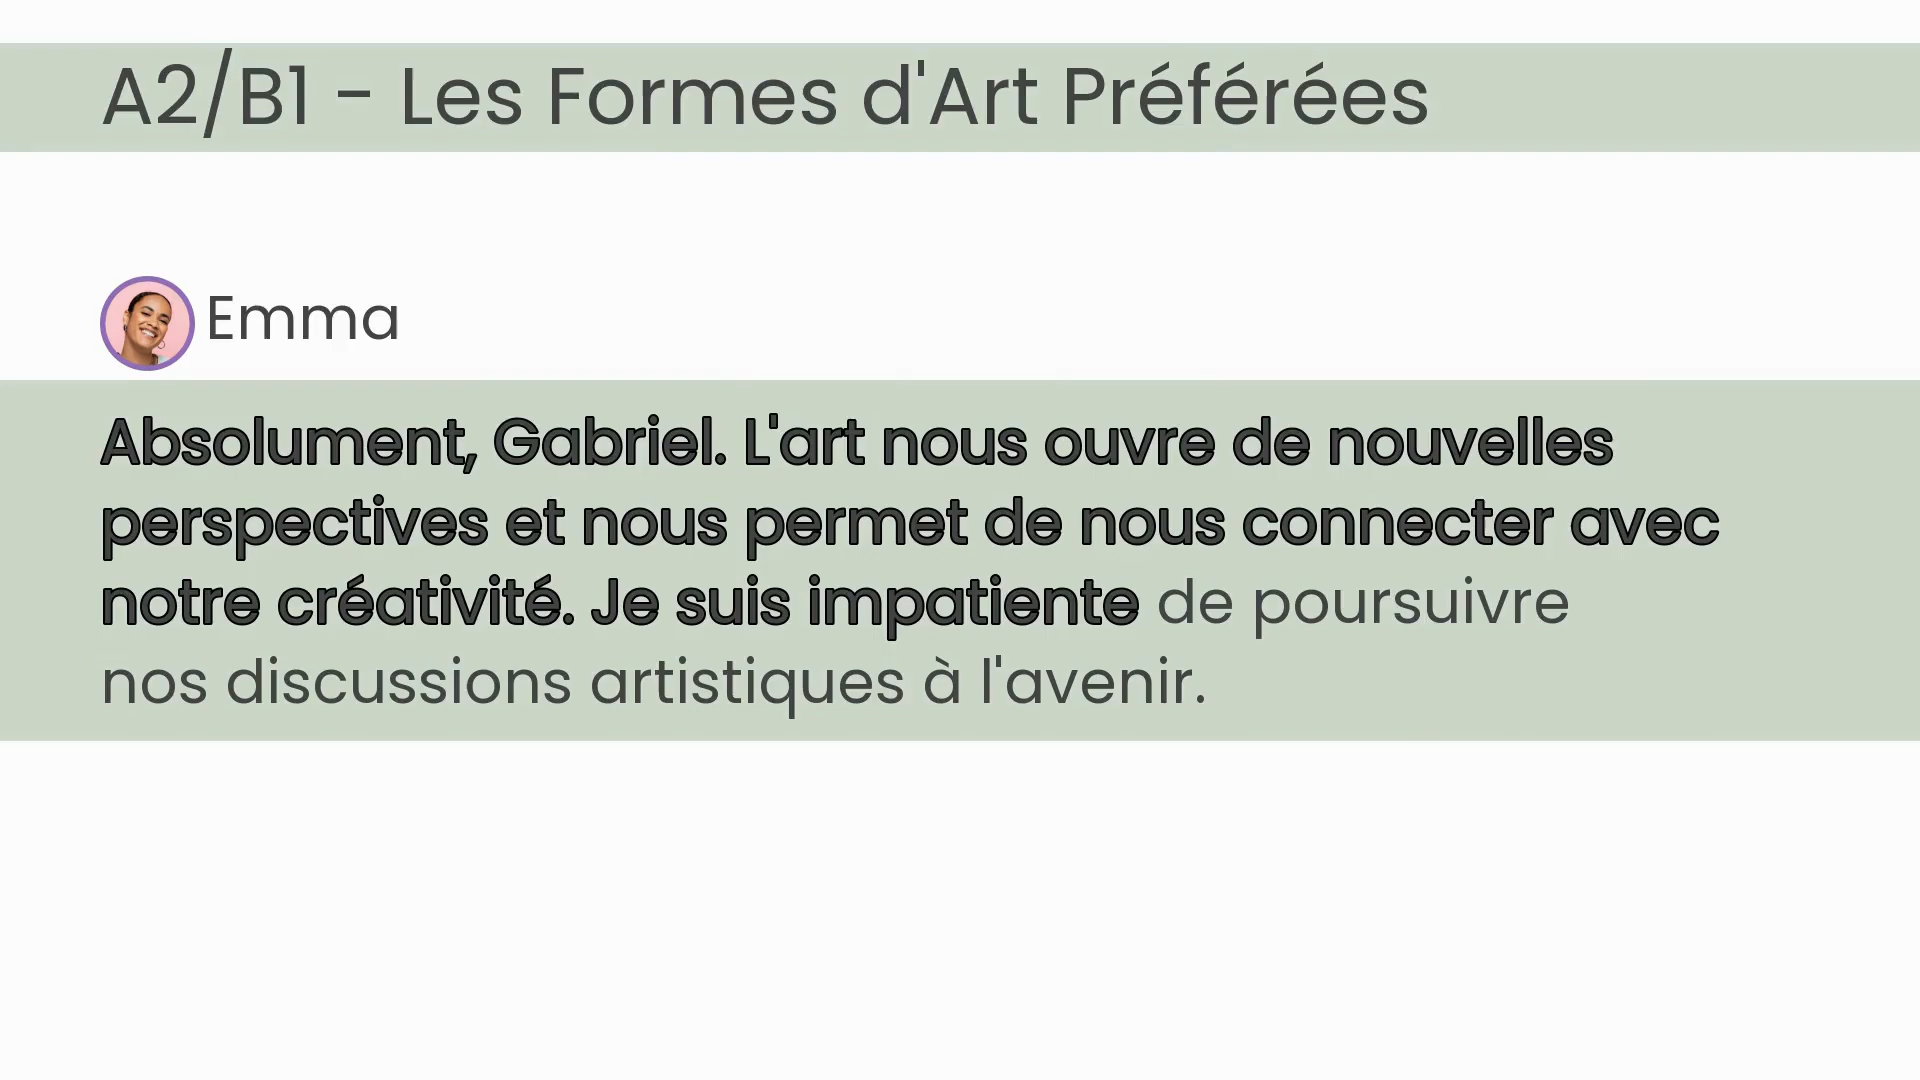 A2/B1 - Les Formes d'Art Préférées
Emma
Absolument, Gabriel. L'art nous ouvre de nouvelles
perspectives et nous permet de nous connecter avec
notre créativité. Je suis impatiente de poursuivre
nos discussions artistiques à l'avenir.